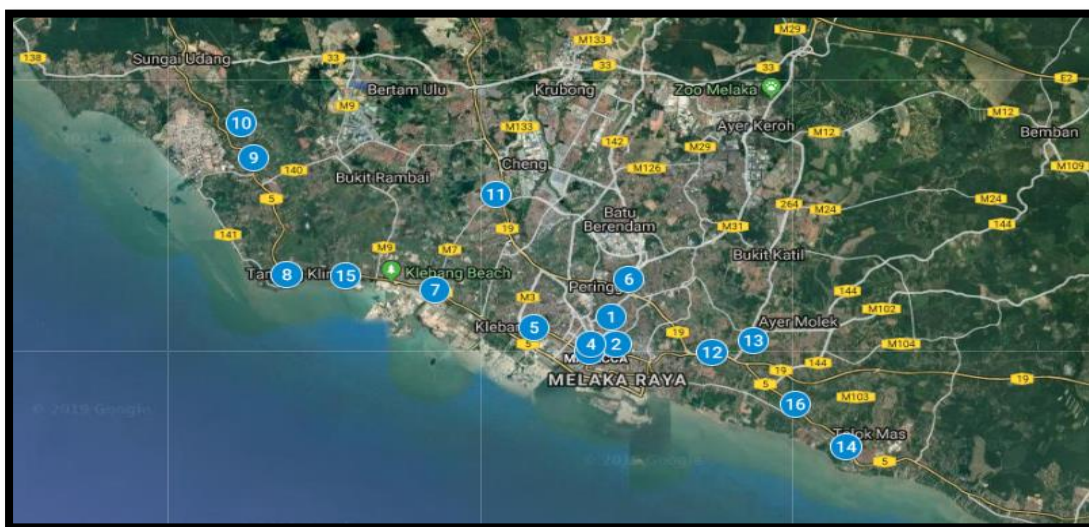 M29
M133
33
138
Sungai Udang
33
33
33
E2
Bertam Ulu
Krubong
Zoo Melaka
M9
10
M133
142
Ayer Keroh
M12
M12
Bemban
9
140
Cheng
M126
M29
M109
Bukit Rambai
11
5
264
M24
M24
Batu
Berendam
144
141
19
M31
M9
M7
Bukit Katil
8
15
Klebang Beach
6
7
144
M3
1
M102
5
Ayer Molek
19
13
4
2
5
12
M104
144
MELAKA RAYA
19
5
19
M103
16
© 2019 Google
Telok Mas
14
5